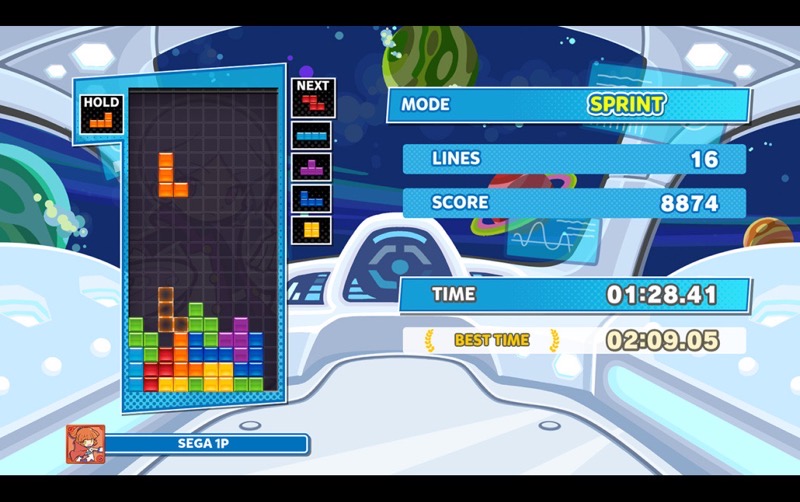 HOLD
NEXT
MODE SPRINT
LINES 16
SCORE 8874
TIME 01:28.41
BEST TIME 02:09.05
SEGA 1P